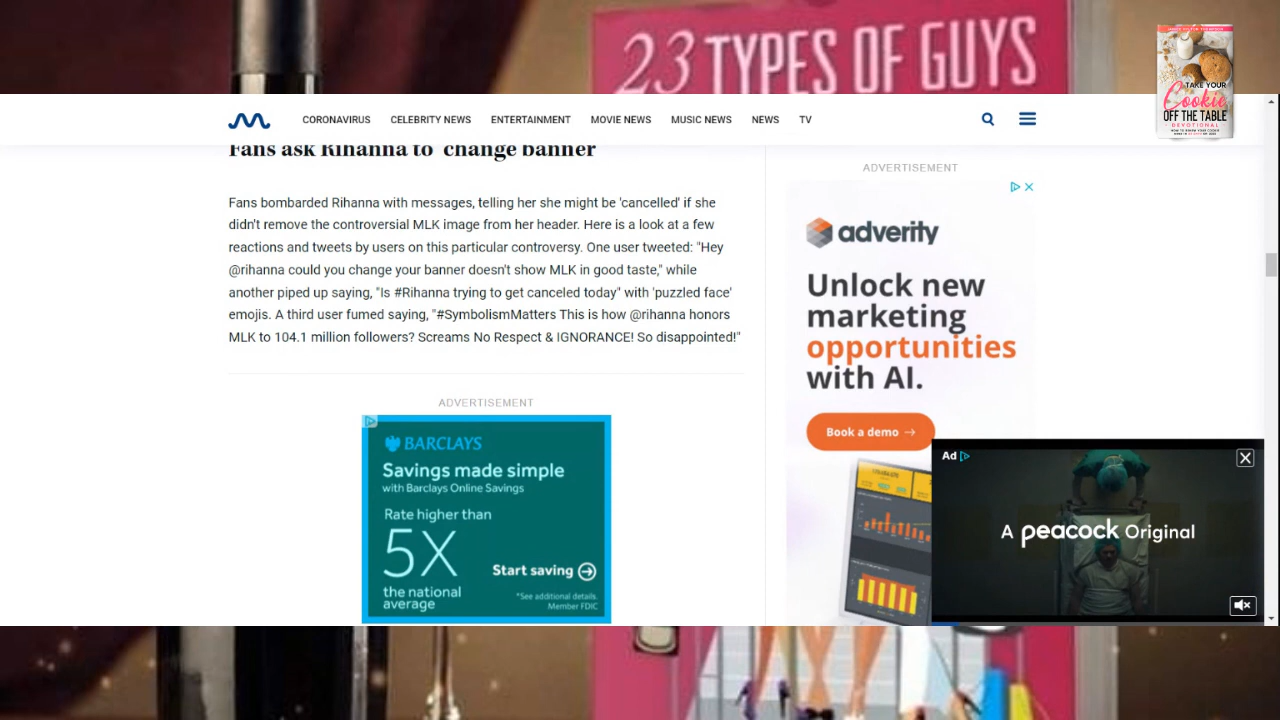 23 TYPES OF GUYS
TAKE YOUR
Cookie
OFF THE TABLE
DEVOTIONAL
CORONAVIRUS CELEBRITY NEWS ENTERTAINMENT MOVIE NEWS MUSIC NEWS NEWS TV
Fans ask Rihanna to 'change banner
Fans bombarded Rihanna with messages, telling her she might be 'cancelled' if she
didn't remove the controversial MLK image from her header. Here is a look at a few
reactions and tweets by users on this particular controversy. One user tweeted: "Hey
@rihanna could you change your banner doesn't show MLK in good taste," while
another piped up saying, "Is #Rihanna trying to get canceled today" with 'puzzled face'
emojis. A third user fumed saying, "#SymbolismMatters This is how @rihanna honors
MLK to 104.1 million followers? Screams No Respect & IGNORANCE! So disappointed!"
ADVERTISEMENT
BARCLAYS
Savings made simple
with Barclays Online Savings
Rate higher than
5X
the national
average
Start saving
*See additional details.
Member FDIC
ADVERTISEMENT
adverity
Unlock new
marketing
opportunities
with AI.
Book a demo →
Ad
A peacock Original